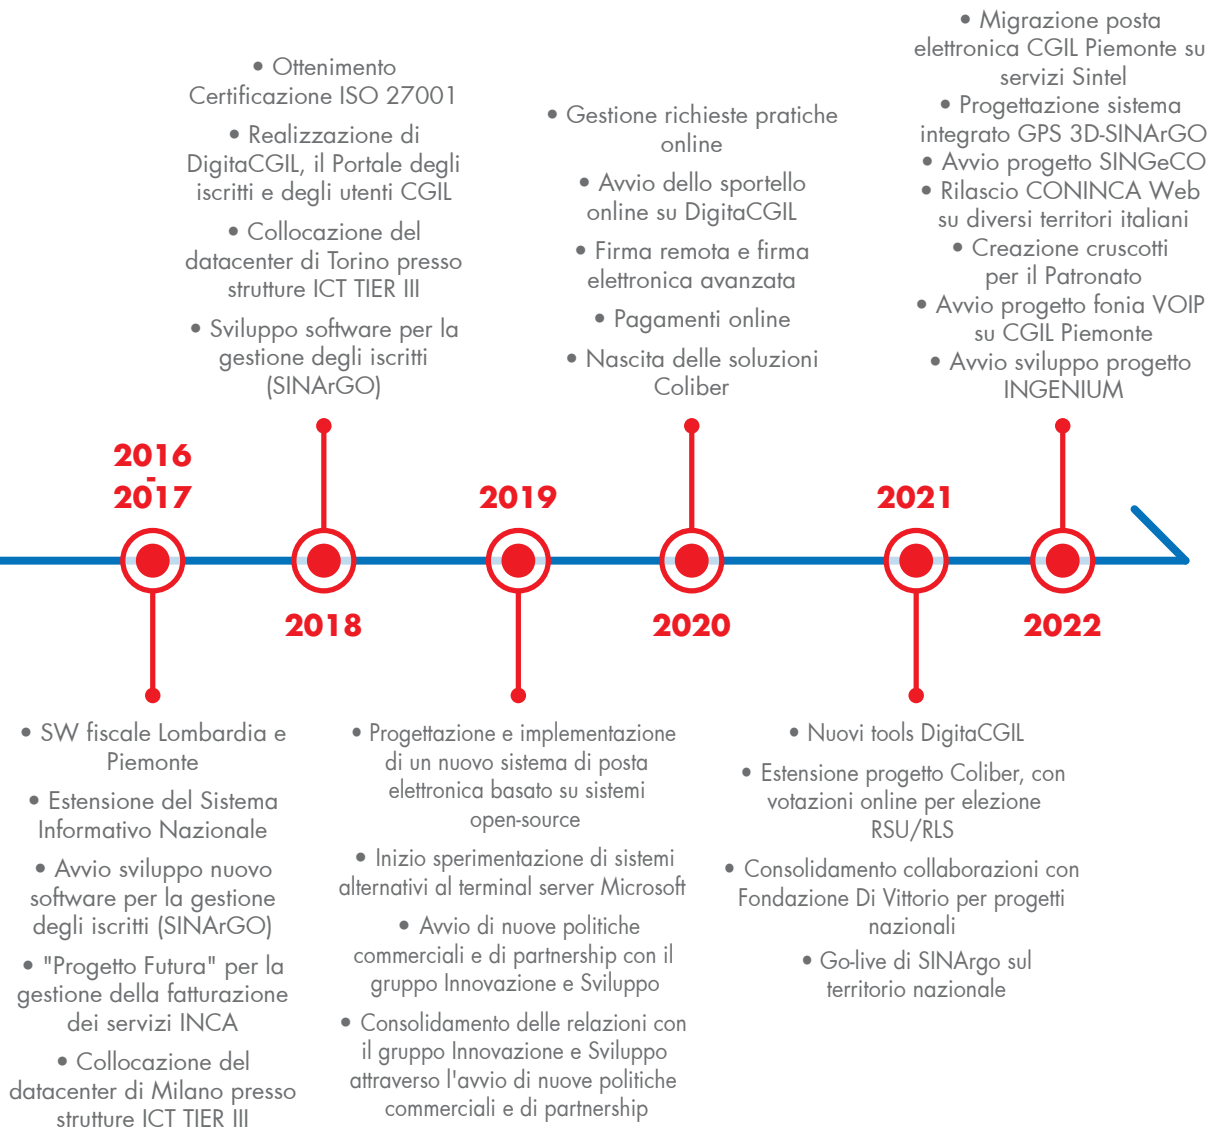 2016
-
2017
• SW fiscale Lombardia e
Piemonte
• Estensione del Sistema
Informativo Nazionale
• Avvio sviluppo nuovo
software per la gestione
degli iscritti (SINArGO)
• "Progetto Futura" per la
gestione della fatturazione
dei servizi INCA
• Collocazione del
datacenter di Milano presso
strutture ICT TIER III
• Ottenimento
Certificazione ISO 27001
• Realizzazione di
DigitaCGIL, il Portale degli
iscritti e degli utenti CGIL
• Collocazione del
datacenter di Torino presso
strutture ICT TIER III
• Sviluppo software per la
gestione degli iscritti
(SINArGO)
2018
2019
• Progettazione e implementazione
di un nuovo sistema di posta
elettronica basato su sistemi
open-source
• Inizio sperimentazione di sistemi
alternativi al terminal server Microsoft
• Avvio di nuove politiche
commerciali e di partnership con il
gruppo Innovazione e Sviluppo
• Consolidamento delle relazioni con
il gruppo Innovazione e Sviluppo
attraverso l'avvio di nuove politiche
commerciali e di partnership
• Gestione richieste pratiche
online
• Avvio dello sportello
online su DigitaCGIL
• Firma remota e firma
elettronica avanzata
• Pagamenti online
• Nascita delle soluzioni
Coliber
2020
2021
• Nuovi tools DigitaCGIL
• Estensione progetto Coliber, con
votazioni online per elezione
RSU/RLS
• Consolidamento collaborazioni con
Fondazione Di Vittorio per progetti
nazionali
• Go-live di SINArgo sul
territorio nazionale
• Migrazione posta
elettronica CGIL Piemonte su
servizi Sintel
• Progettazione sistema
integrato GPS 3D-SINArGO
• Avvio progetto SINGeCO
• Rilascio CONINCA Web
su diversi territori italiani
• Creazione cruscotti
per il Patronato
• Avvio progetto fonia VOIP
su CGIL Piemonte
• Avvio sviluppo progetto
INGENIUM
2022